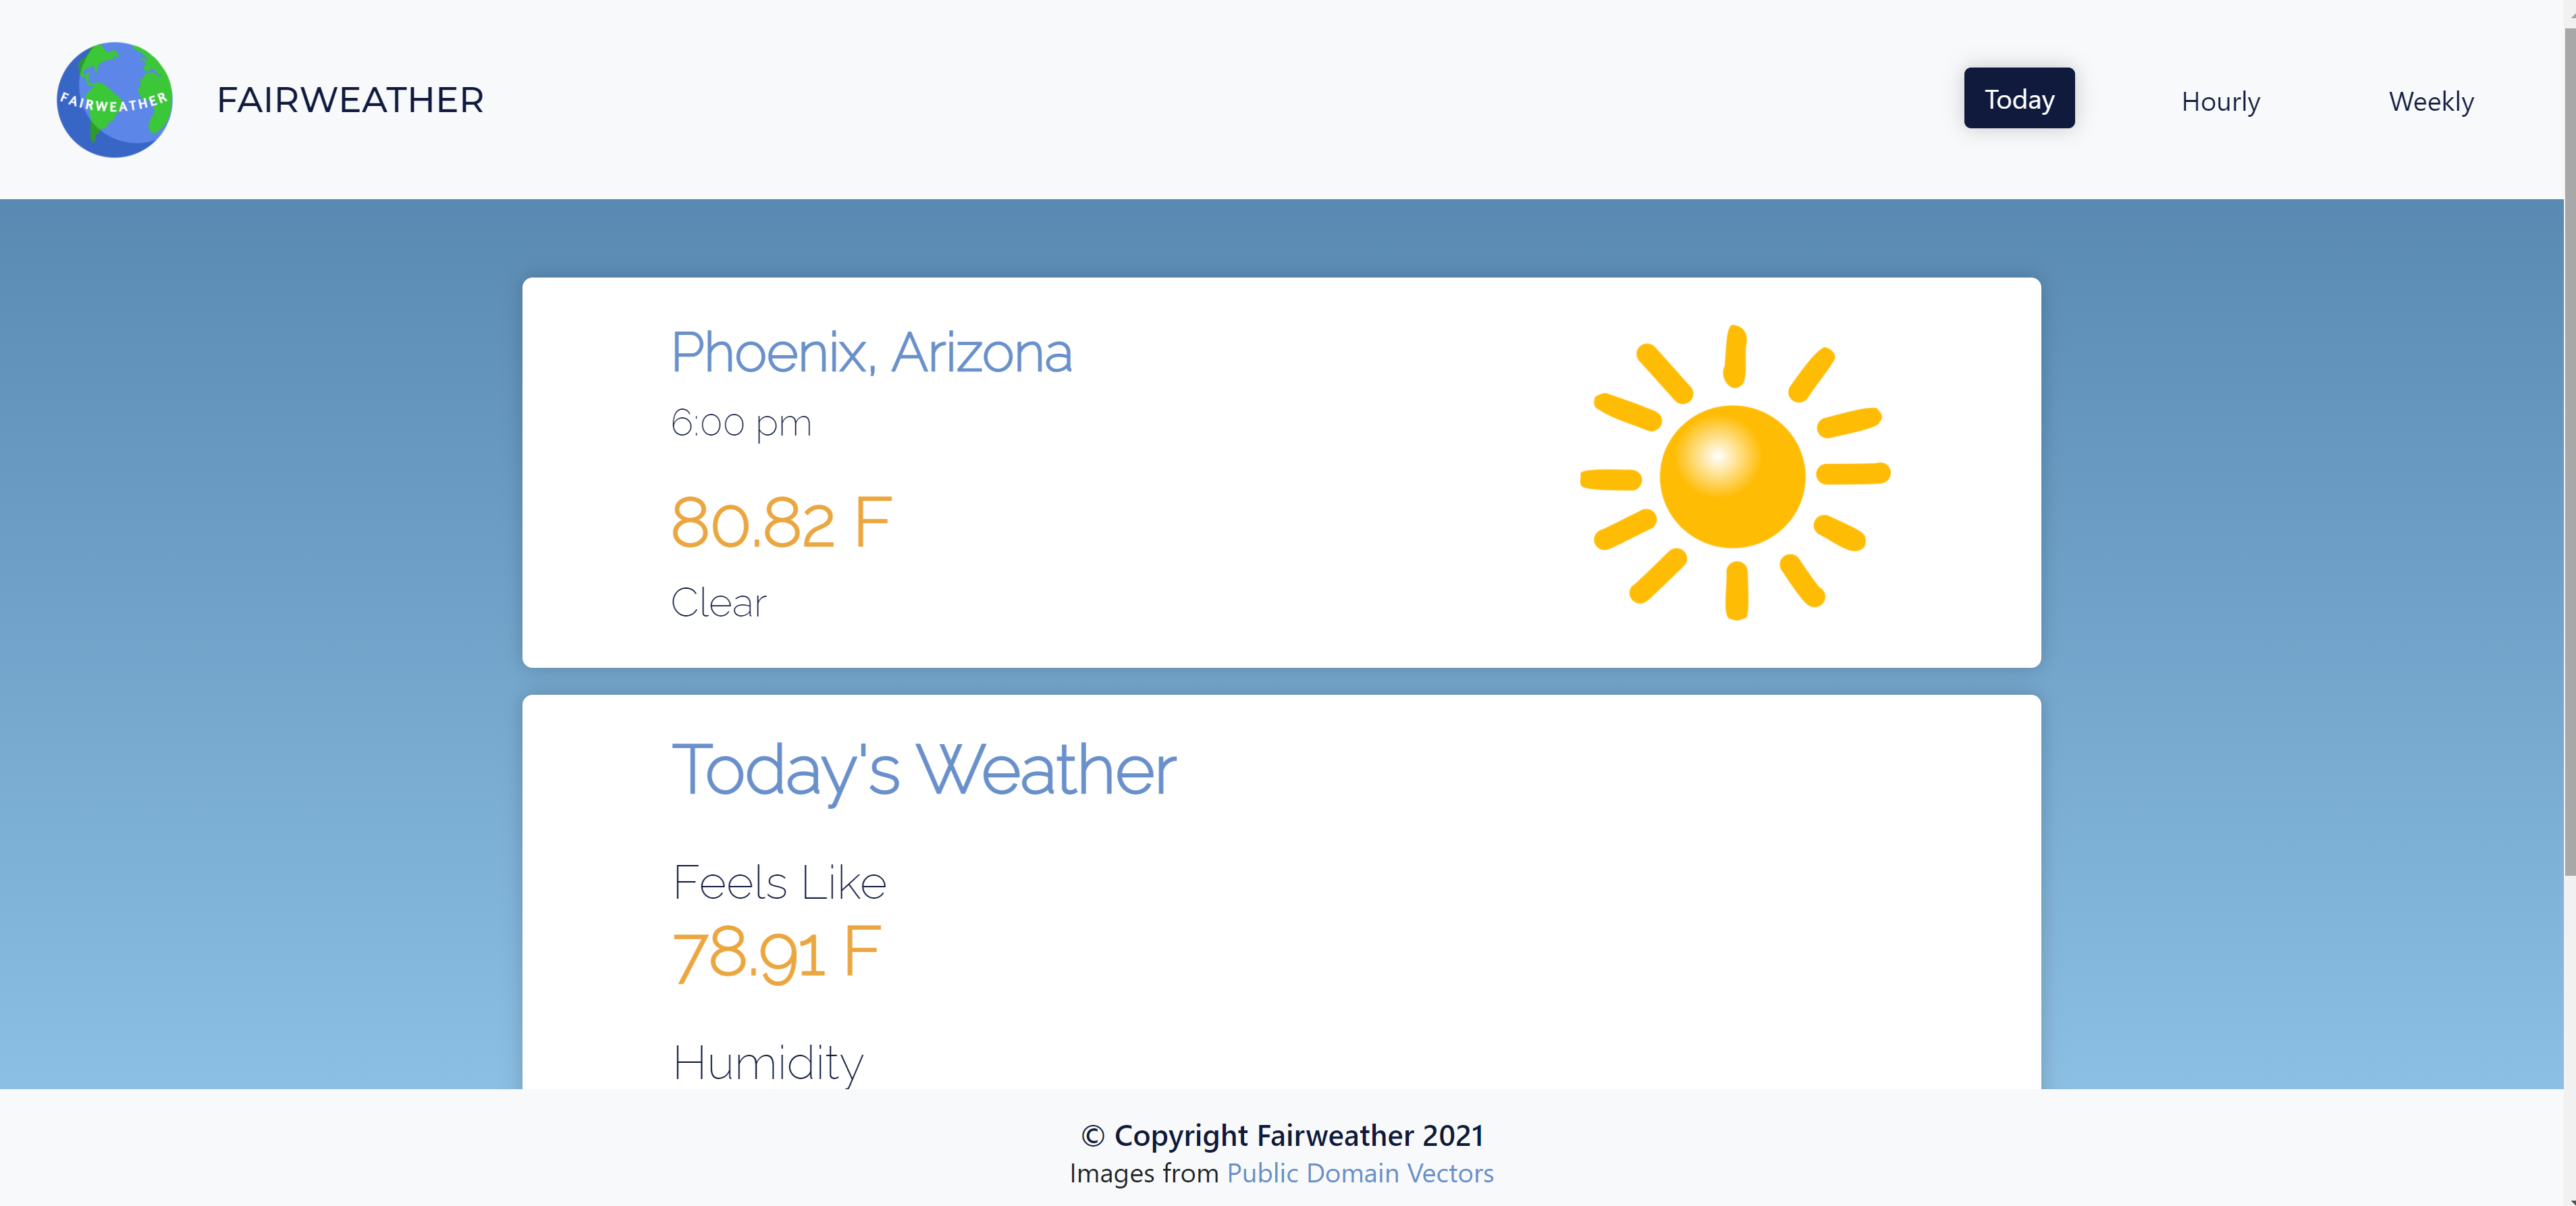 FAIRWEATHER
FAIRWEATHER
Today
Hourly
Weekly
Phoenix, Arizona
6:00 pm
80.82 F
Clear
Today's Weather
Feels Like
78.91 F
Humidity
© Copyright Fairweather 2021
Images from Public Domain Vectors